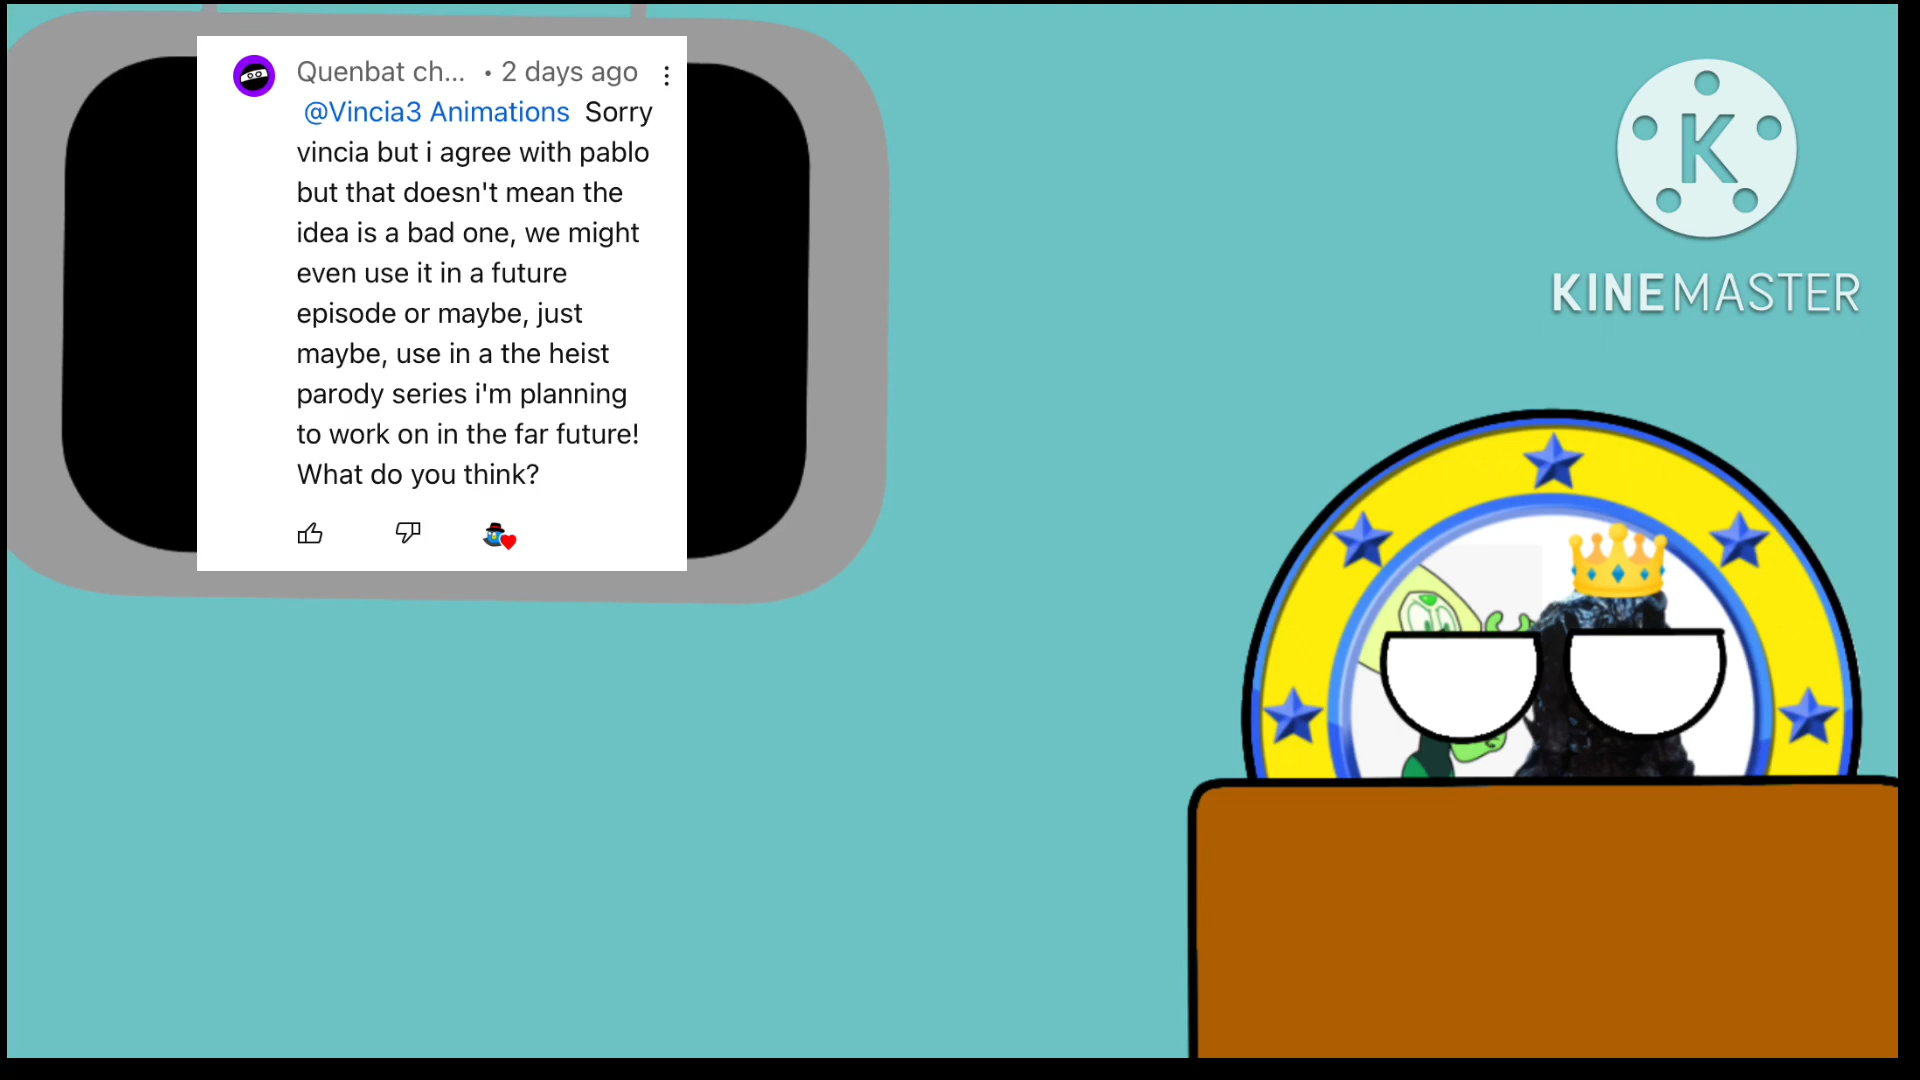 Quenbat ch... • 2 days ago
@Vincia3 Animations Sorry
vincia but i agree with pablo
but that doesn't mean the
idea is a bad one, we might
even use it in a future
episode or maybe, just
maybe, use in a the heist
parody series i'm planning
to work on in the far future!
What do you think?
K
KINEMASTER